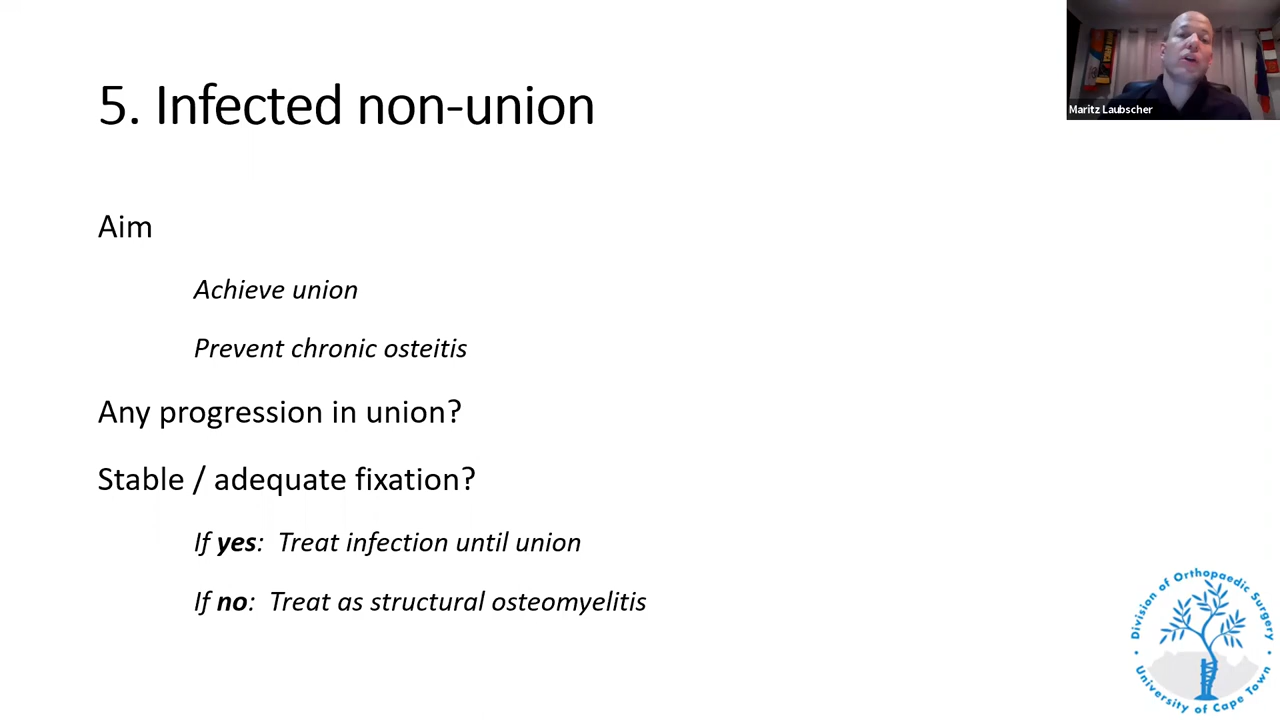 5. Infected non-union
Maritz Laubscher
Aim
Achieve union
Prevent chronic osteitis
Any progression in union?
Stable / adequate fixation?
If yes: Treat infection until union
If no: Treat as structural osteomyelitis
Division of Orthopaedic Surgery
University of Cape Town